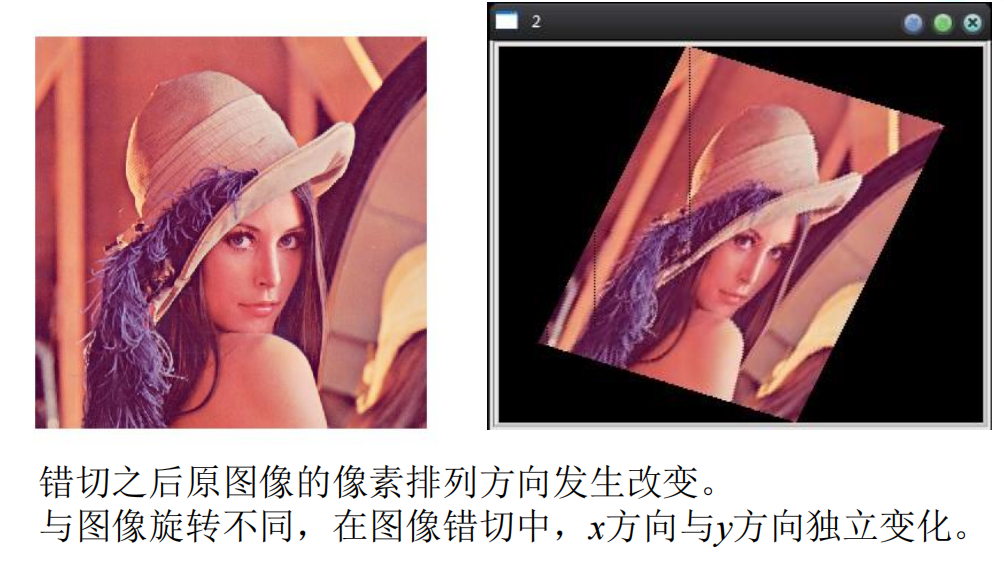 2
错切之后原图像的像素排列方向发生改变。
与图像旋转不同，在图像错切中，x方向与y方向独立变化。